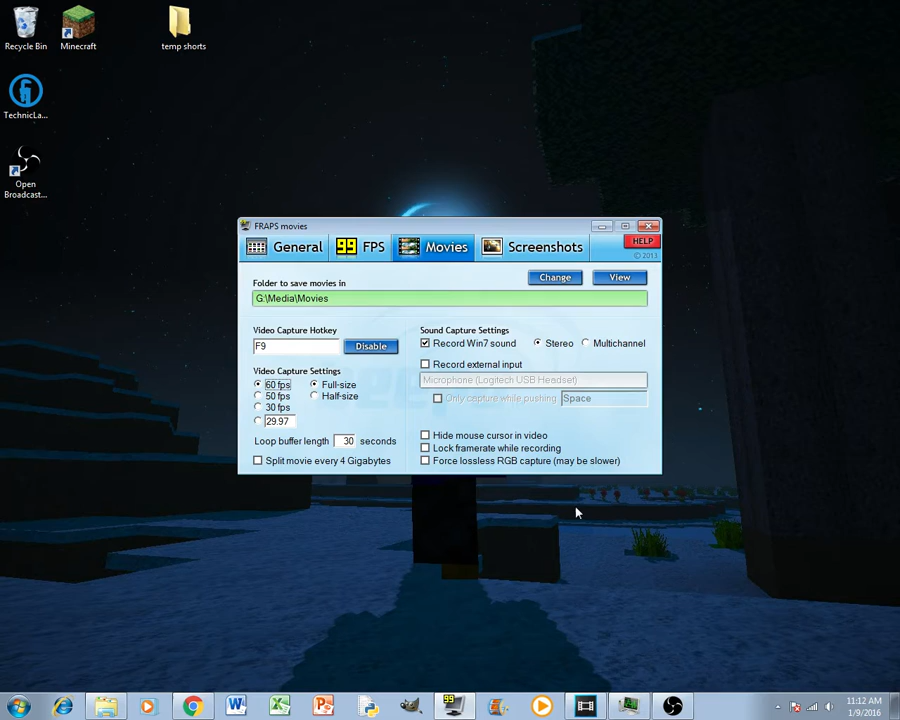 Recycle Bin
Minecraft
temp shorts
TechnicLa...
Open
Broadcast...
FRAPS movies
General
99 FPS
Movies
Screenshots
HELP
© 2013
Folder to save movies in
Change
View
G:\Media\Movies
Video Capture Hotkey
F9
Disable
Sound Capture Settings
Record Win7 sound
Stereo
Multichannel
Record external input
Microphone (Logitech USB Headset)
Only capture while pushing
Space
Video Capture Settings
60 fps
Full-size
50 fps
Half-size
30 fps
29.97
Loop buffer length 30 seconds
Split movie every 4 Gigabytes
Hide mouse cursor in video
Lock framerate while recording
Force lossless RGB capture (may be slower)
99
11:12 AM
1/9/2016